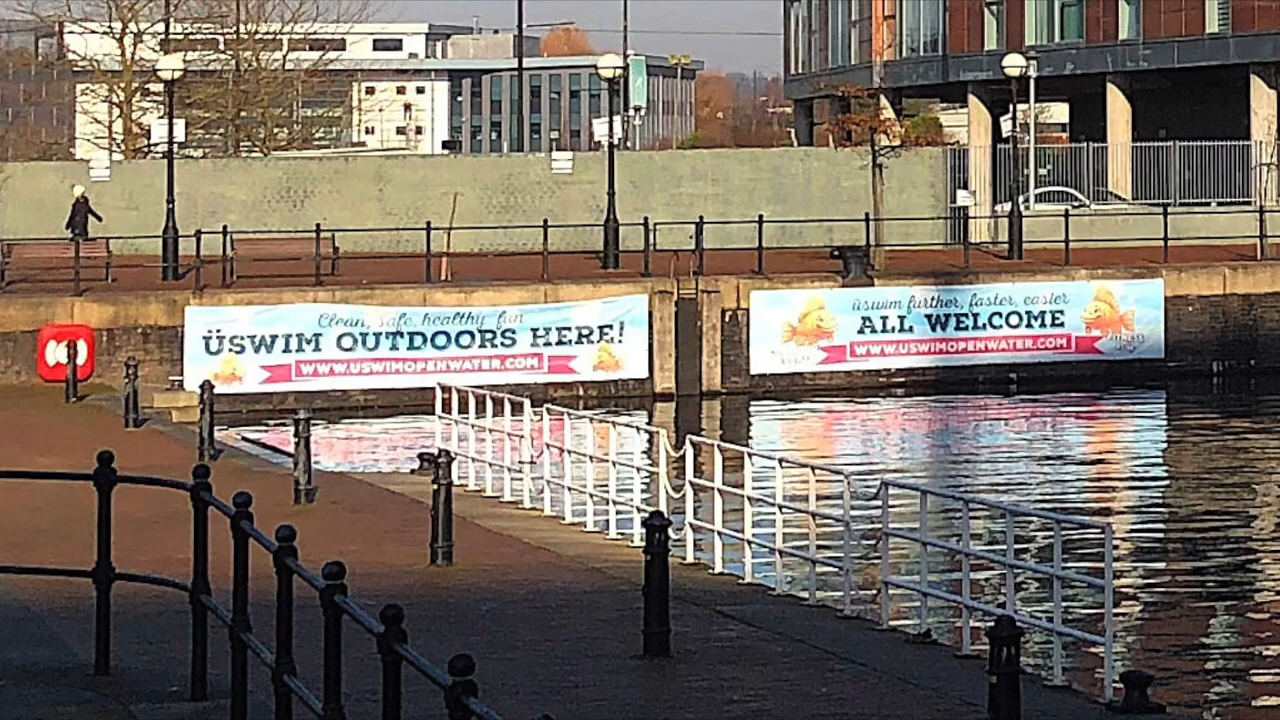 Clean, safe, healthy fun
ÜSWIM OUTDOORS HERE!
WWW.USWIMOPENWATER.COM
üswim further, faster, easier
ALL WELCOME
WWW.USWIMOPENWATER.COM
FITNESS